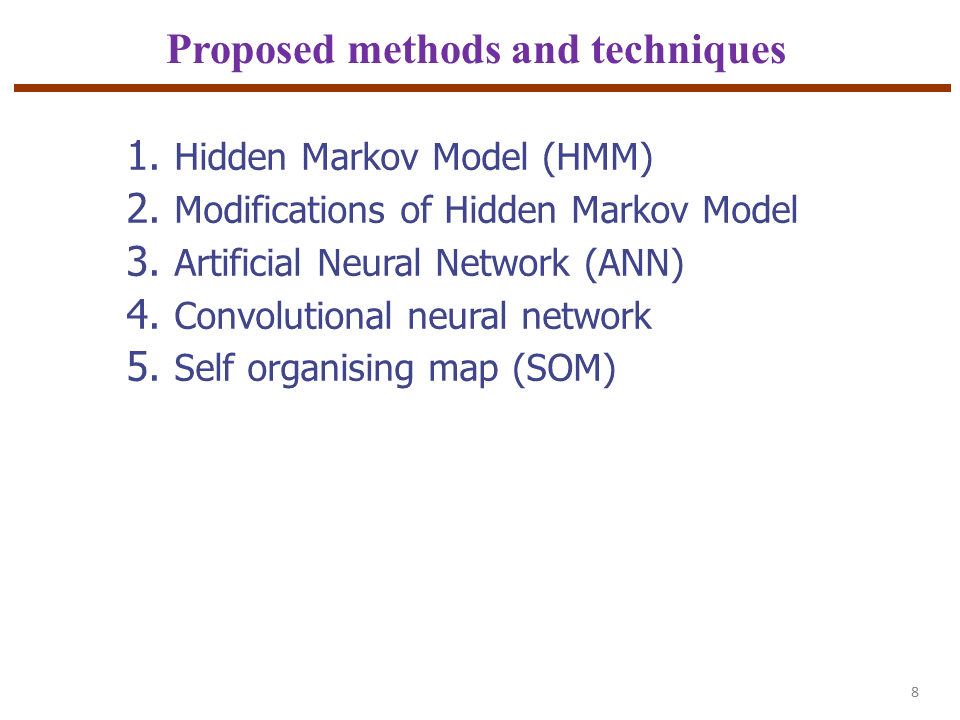 Proposed methods and techniques
1. Hidden Markov Model (HMM)
2. Modifications of Hidden Markov Model
3. Artificial Neural Network (ANN)
4. Convolutional neural network
5. Self organising map (SOM)
8